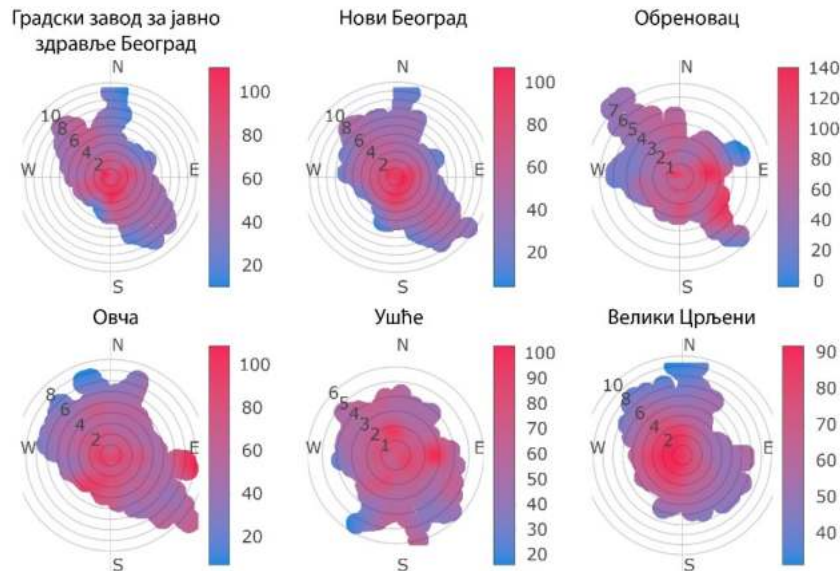 Градски завод за јавно
здравље Београд
Нови Београд
Обреновац
N
10
8
6
4
2
W
E
S
100
80
60
40
20
N
10
8
6
4
2
W
E
S
100
80
60
40
20
N
7
6
5
4
3
2
1
W
E
S
140
120
100
80
60
40
20
0
Овча
Ушће
Велики Црљени
N
8
6
4
2
W
E
S
100
80
60
40
20
N
6
5
4
3
2
1
W
E
S
100
90
80
70
60
50
40
30
20
N
10
8
6
4
2
W
E
S
90
80
70
60
50
40